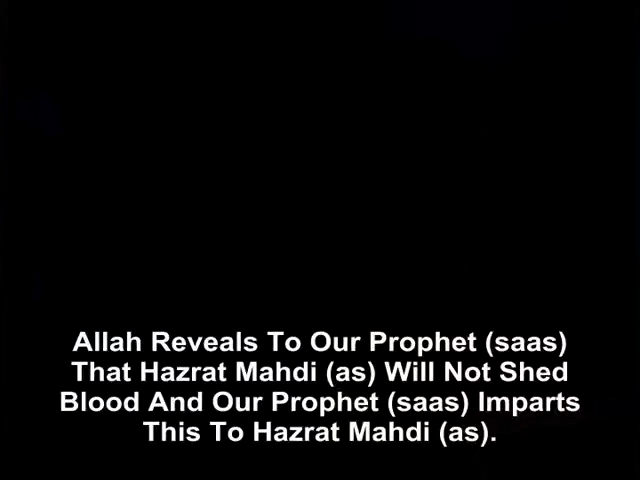 Allah Reveals To Our Prophet (saas)
That Hazrat Mahdi (as) Will Not Shed
Blood And Our Prophet (saas) Imparts
This To Hazrat Mahdi (as).